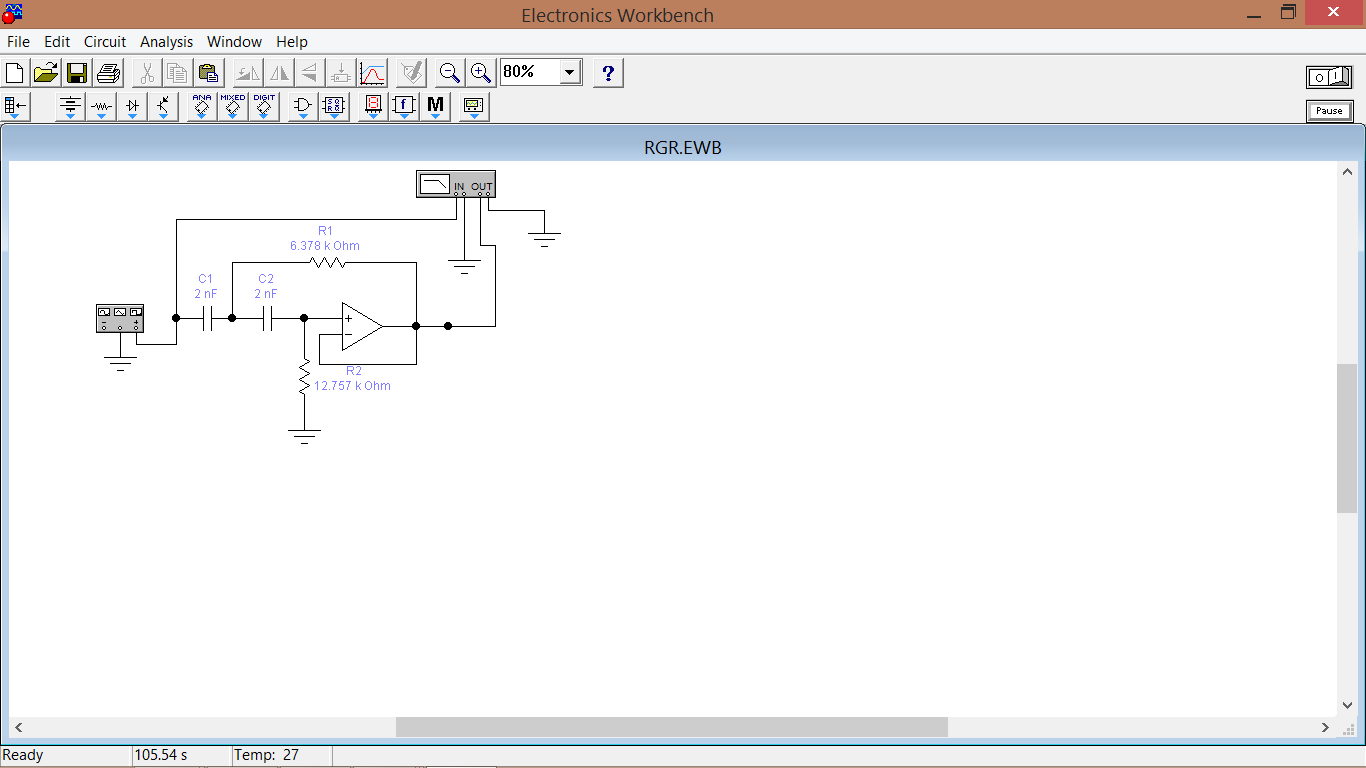 Electronics Workbench
File Edit Circuit Analysis Window Help
80% ?
ANA MIXED DIGIT
f M
Pause
RGR.EWB
IN OUT
R1
6.378 k Ohm
C1 C2
2 nF 2 nF
R2
12.757 k Ohm
Ready 105.54 s Temp: 27